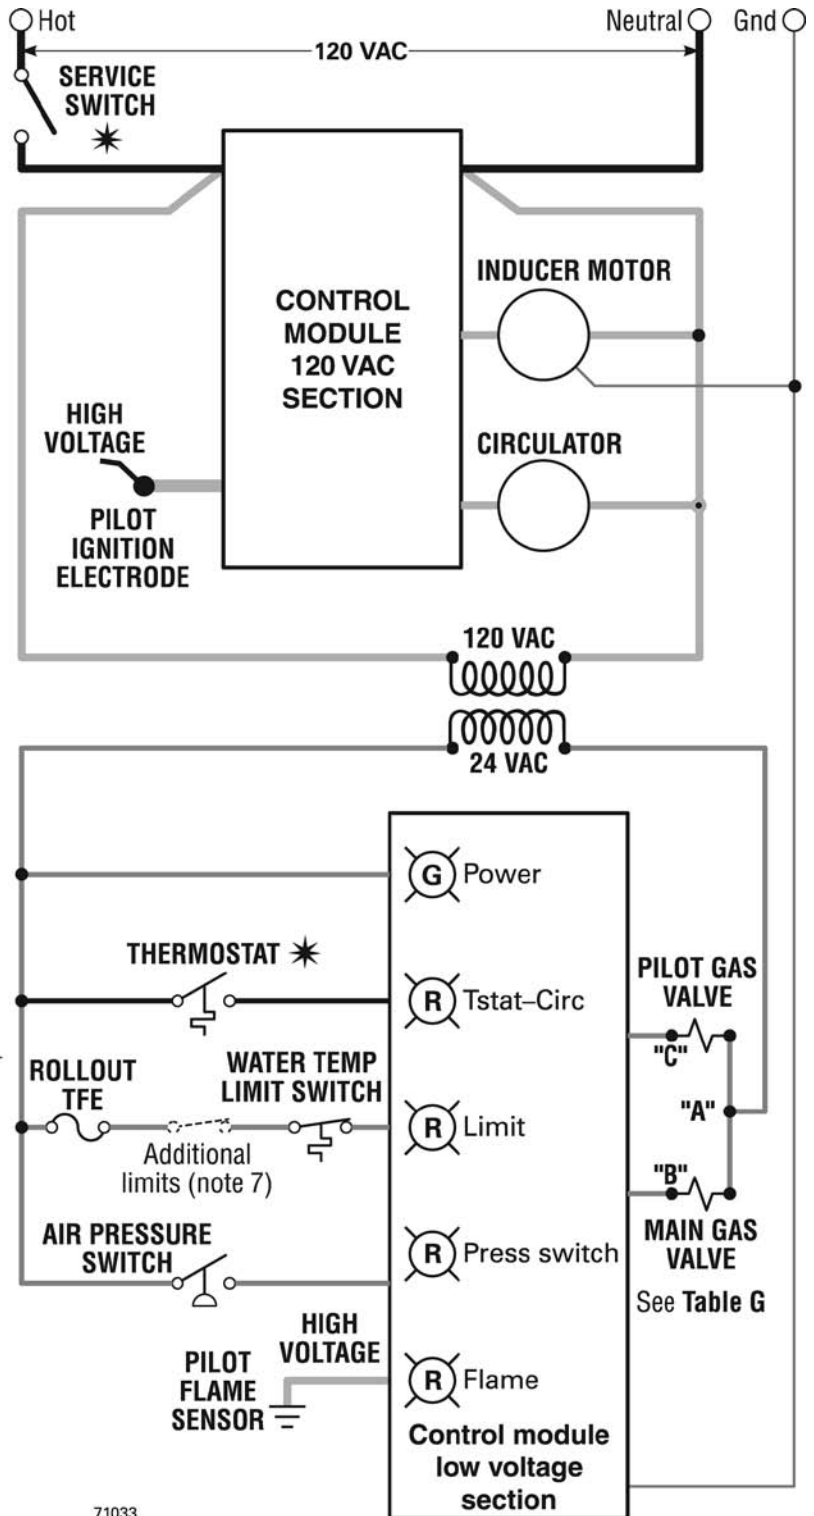 Hot
Neutral
Gnd
120 VAC
SERVICE
SWITCH
CONTROL
MODULE
120 VAC
SECTION
INDUCER MOTOR
HIGH
VOLTAGE
CIRCULATOR
PILOT
IGNITION
ELECTRODE
120 VAC
24 VAC
G
Power
THERMOSTAT
R
Tstat–Circ
PILOT GAS
VALVE
"C"
ROLLOUT
TFE
WATER TEMP
LIMIT SWITCH
R
Limit
"A"
Additional
limits (note 7)
"B"
AIR PRESSURE
SWITCH
R
Press switch
MAIN GAS
VALVE
See Table G
HIGH
VOLTAGE
PILOT
FLAME
SENSOR
R
Flame
Control module
low voltage
section
71033